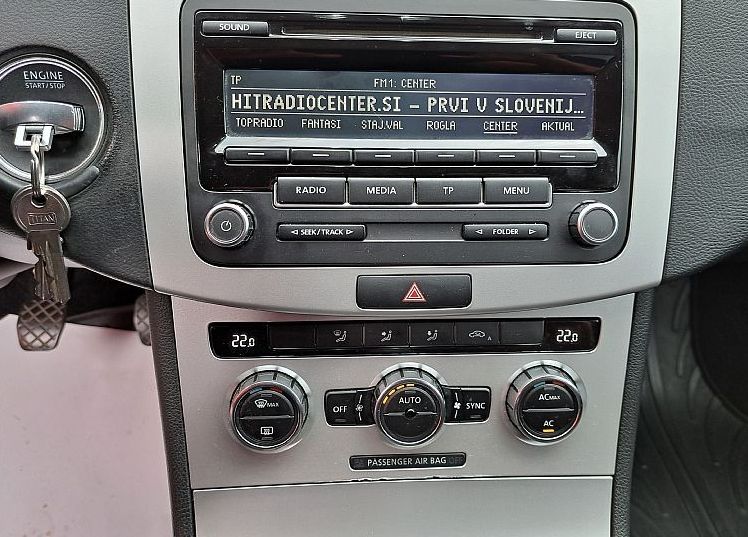 SOUND
EJECT
ENGINE
START/STOP
TP FM1: CENTER
HITRADIOCENTER.SI – PRVI V SLOVENIJ…
TOPRADIO FANTASI STAJ.VAL ROGLA CENTER AKTUAL
RADIO MEDIA TP MENU
SEEK / TRACK FOLDER
TITAN
22.0 A 22.0
MAX OFF AUTO SYNC AC MAX
AC
PASSENGER AIR BAG OFF